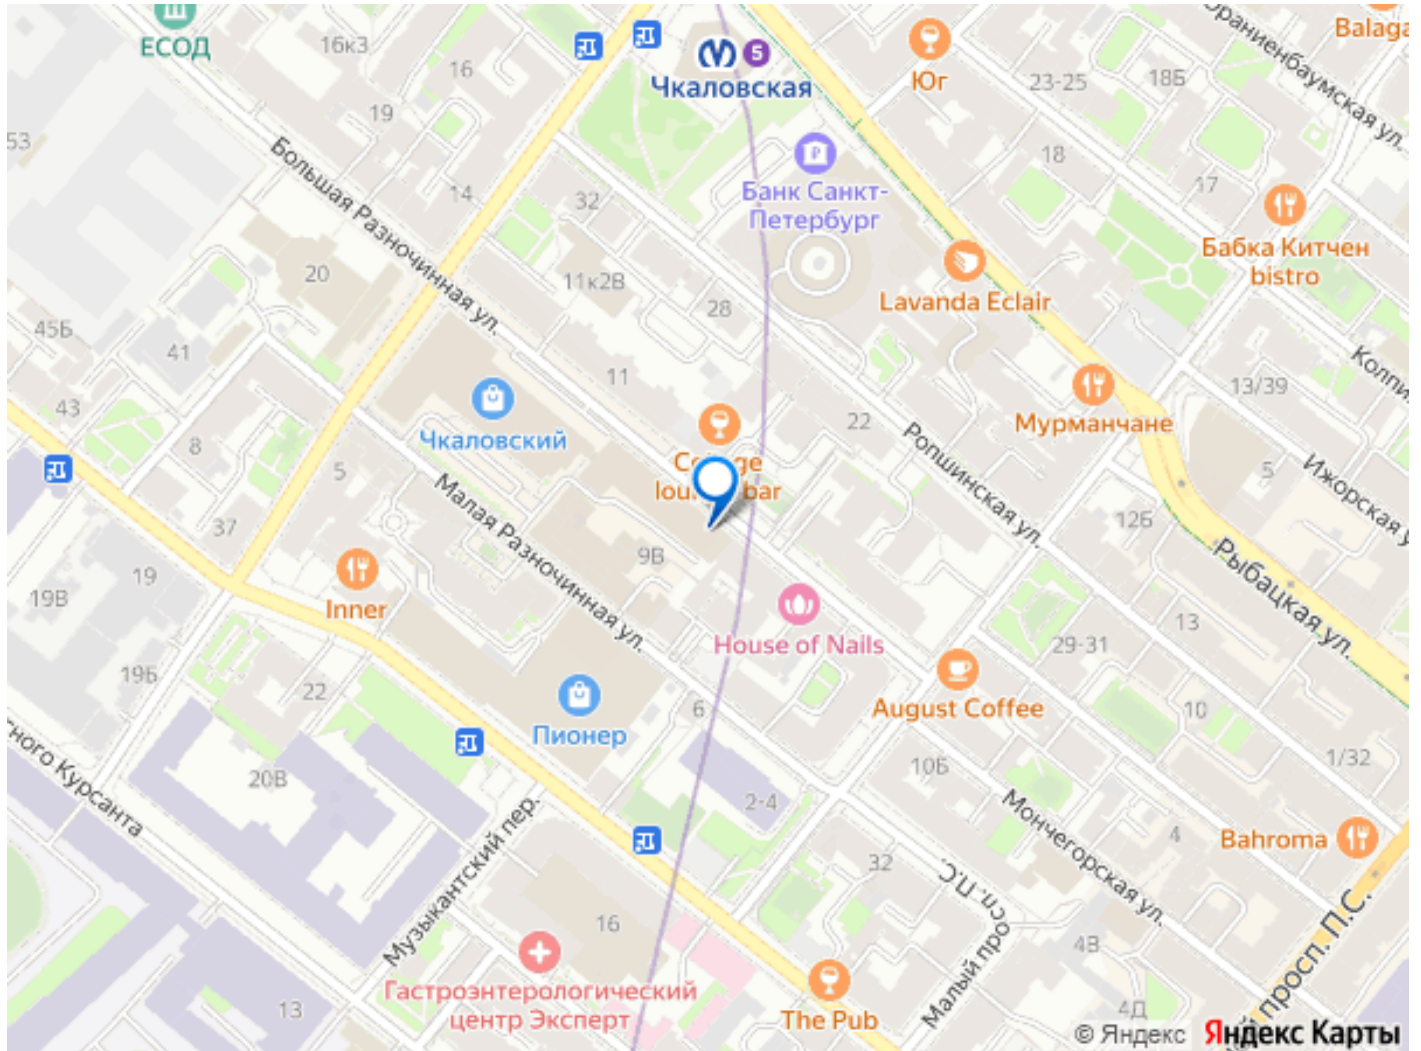 ЕСОД
16к3
16
5
Чкаловская
Юг
23-25
18Б
Ораниенбаумская ул.
19
53
Большая Разночинная ул.
14
32
Банк Санкт-
Петербург
18
17
Бабка Китчен
bistro
20
11к2В
28
Lavanda Eclair
45Б
41
11
Чкаловский
43
8
5
37
22
Мурманчане
13/39
Ропшинская ул.
5
Ижорская у
bar
Малая Разночинная ул.
9В
12Б
Рыбацкая ул.
19
19В
Inner
House of Nails
13
29-31
19Б
22
6
Пионер
August Coffee
10
1/32
20В
10Б
2-4
Мончегорская ул.
4
Bahroma
Курсанта
Музыкантский пер.
32
Малый просп. П.С.
16
4В
просп. П.С.
Гастроэнтерологический
центр Эксперт
13
The Pub
4Д
© Яндекс Яндекс Карты